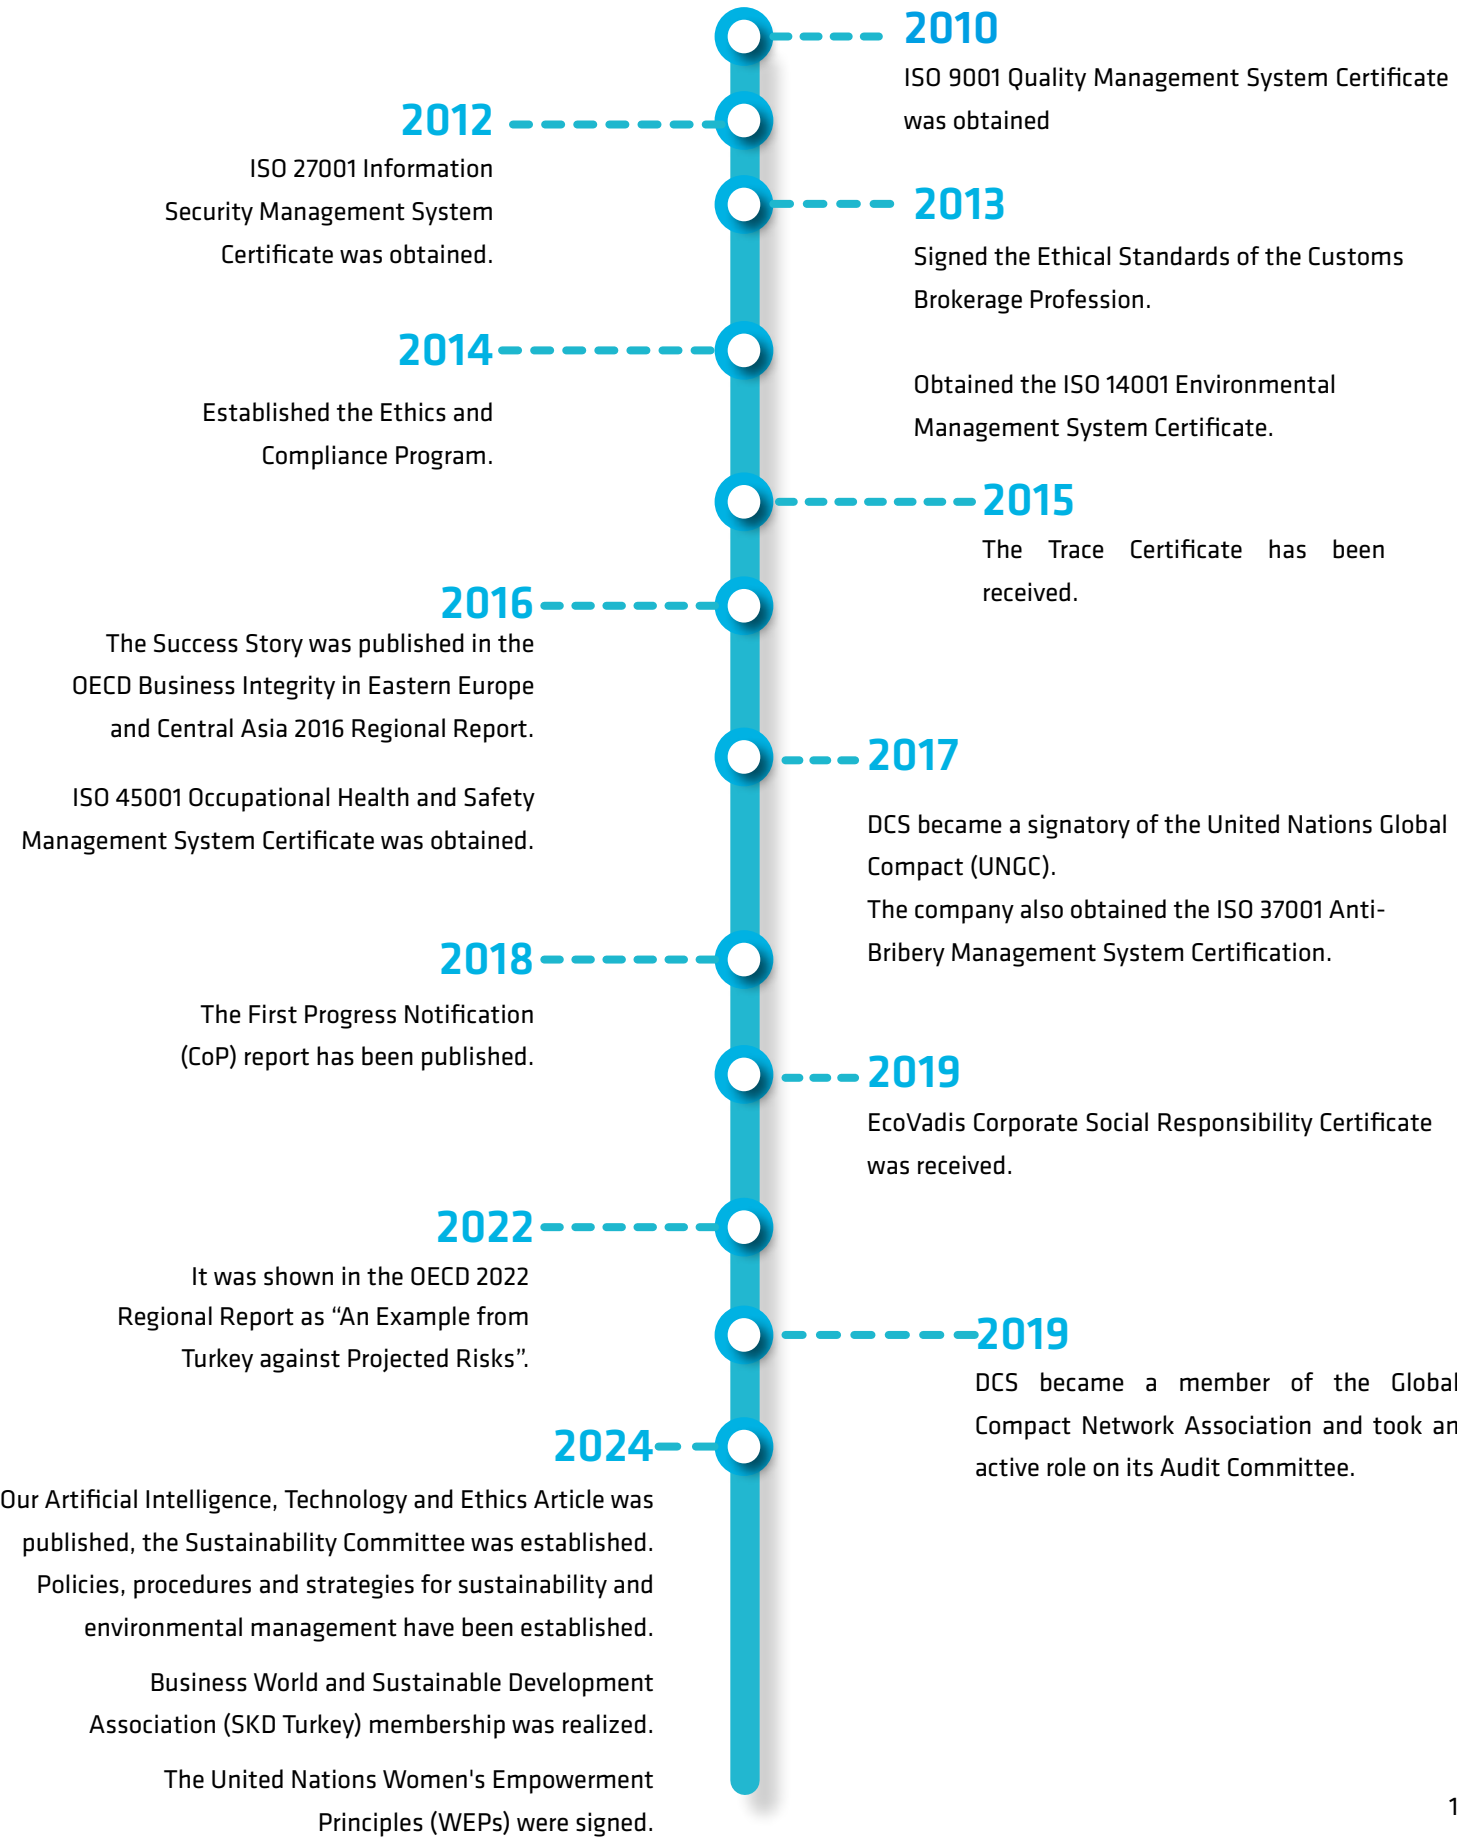 2010
ISO 9001 Quality Management System Certificate
was obtained
2012
ISO 27001 Information
Security Management System
Certificate was obtained.
2013
Signed the Ethical Standards of the Customs
Brokerage Profession.
Obtained the ISO 14001 Environmental
Management System Certificate.
2014
Established the Ethics and
Compliance Program.
2015
The Trace Certificate has been
received.
2016
The Success Story was published in the
OECD Business Integrity in Eastern Europe
and Central Asia 2016 Regional Report.
ISO 45001 Occupational Health and Safety
Management System Certificate was obtained.
2017
DCS became a signatory of the United Nations Global
Compact (UNGC).
The company also obtained the ISO 37001 Anti-
Bribery Management System Certification.
2018
The First Progress Notification
(CoP) report has been published.
2019
EcoVadis Corporate Social Responsibility Certificate
was received.
2022
It was shown in the OECD 2022
Regional Report as “An Example from
Turkey against Projected Risks”.
2019
DCS became a member of the Global
Compact Network Association and took an
active role on its Audit Committee.
2024
Our Artificial Intelligence, Technology and Ethics Article was
published, the Sustainability Committee was established.
Policies, procedures and strategies for sustainability and
environmental management have been established.
Business World and Sustainable Development
Association (SKD Turkey) membership was realized.
The United Nations Women's Empowerment
Principles (WEPs) were signed.
1